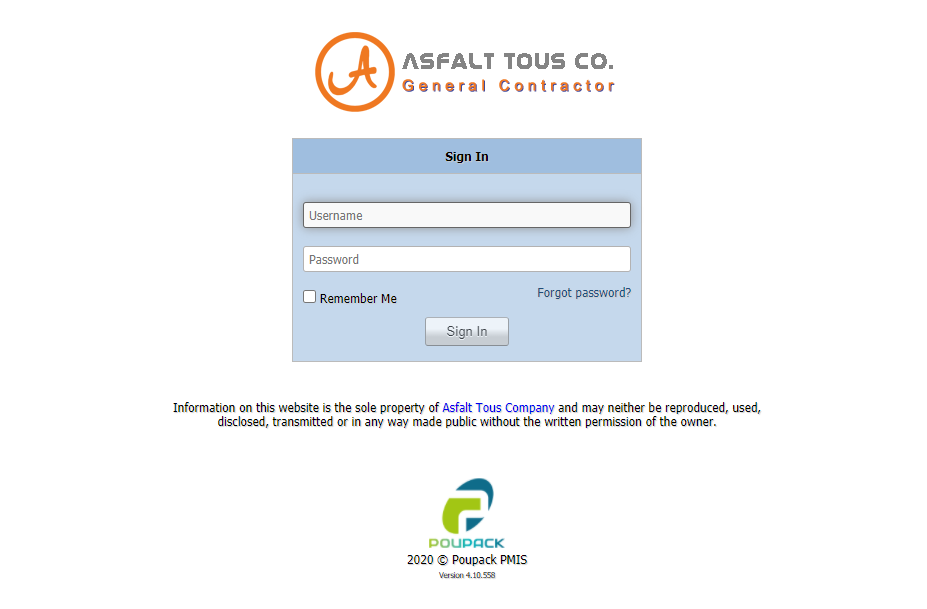 ASFALT TOUS CO.
General Contractor
Sign In
Username
Password
Remember Me
Forgot password?
Sign In
Information on this website is the sole property of Asfalt Tous Company and may neither be reproduced, used,
disclosed, transmitted or in any way made public without the written permission of the owner.
POUPACK
2020 © Poupack PMIS
Version 4.10.558